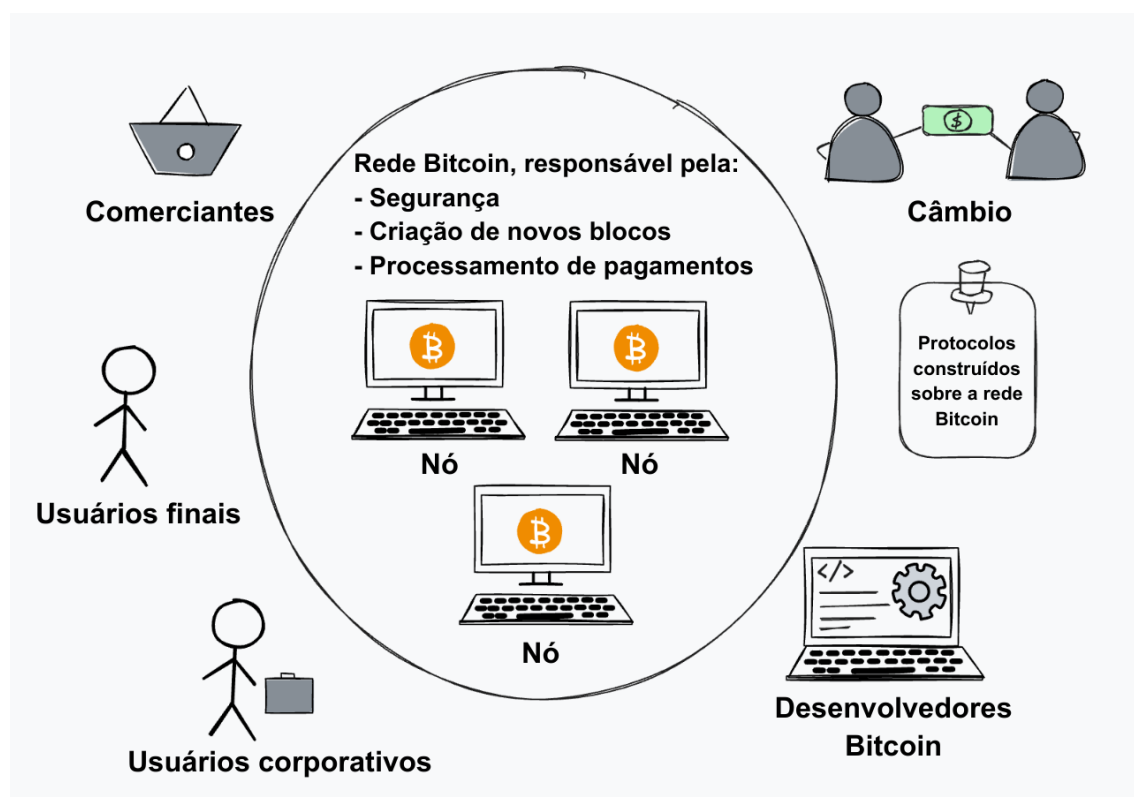 Rede Bitcoin, responsável pela:
- Segurança
- Criação de novos blocos
- Processamento de pagamentos
Comerciantes
$
Câmbio
Protocolos
construídos
sobre a rede
Bitcoin
Nó
Nó
Usuários finais
</>
Nó
Desenvolvedores
Bitcoin
Usuários corporativos